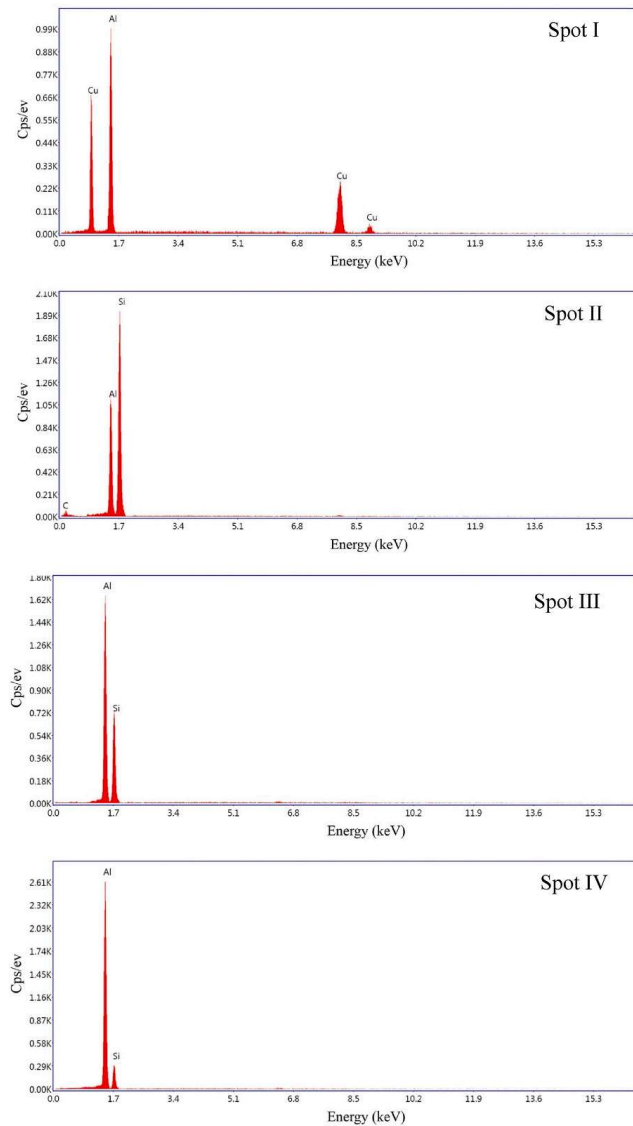 Spot I
Cps/ev
0.99K
0.88K
0.77K
0.66K
0.55K
0.44K
0.33K
0.22K
0.11K
0.00K
Al
Cu
Cu
Cu
0.0 1.7 3.4 5.1 6.8 8.5 10.2 11.9 13.6 15.3
Energy (keV)
Spot II
Cps/ev
2.10K
1.89K
1.68K
1.47K
1.26K
1.05K
0.84K
0.63K
0.42K
0.21K
0.00K
Si
Al
C
0.0 1.7 3.4 5.1 6.8 8.5 10.2 11.9 13.6 15.3
Energy (keV)
Spot III
Cps/ev
1.80K
1.62K
1.44K
1.26K
1.08K
0.90K
0.72K
0.54K
0.36K
0.18K
0.00K
Al
Si
0.0 1.7 3.4 5.1 6.8 8.5 10.2 11.9 13.6 15.3
Energy (keV)
Spot IV
Cps/ev
2.61K
2.32K
2.03K
1.74K
1.45K
1.16K
0.87K
0.58K
0.29K
0.00K
Al
Si
0.0 1.7 3.4 5.1 6.8 8.5 10.2 11.9 13.6 15.3
Energy (keV)